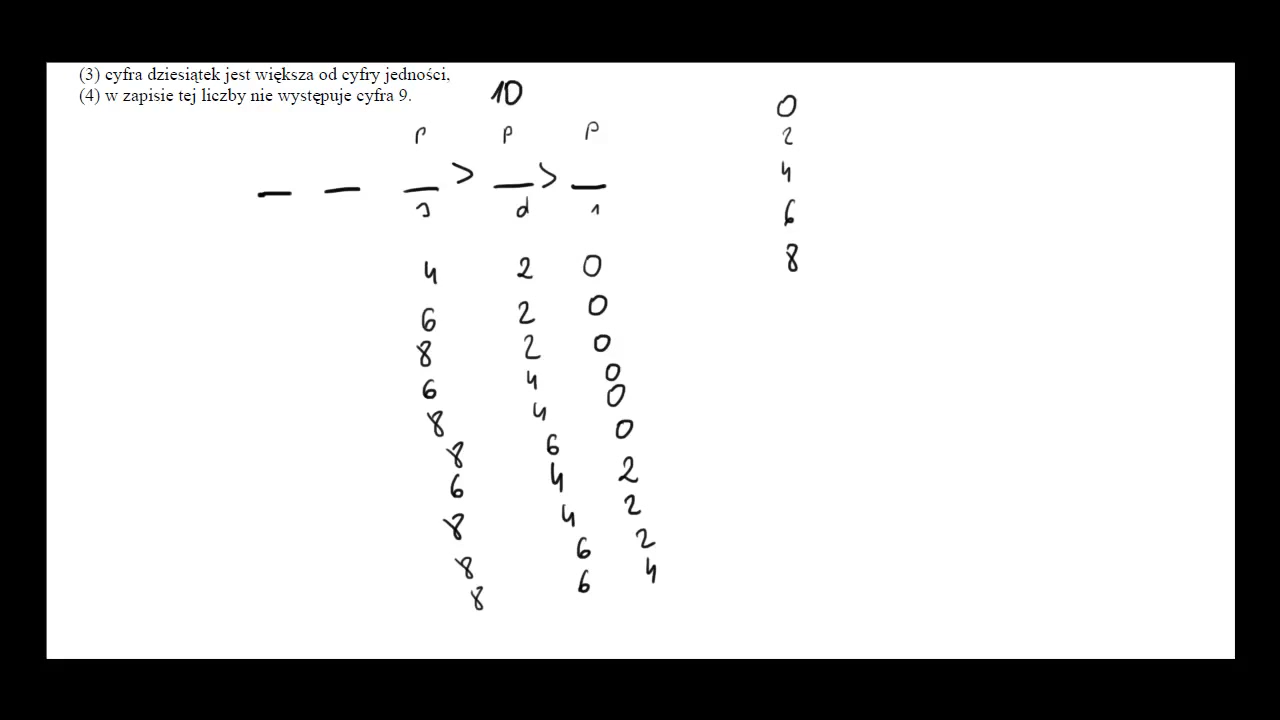 (3) cyfra dziesiątek jest większa od cyfry jedności,
(4) w zapisie tej liczby nie występuje cyfra 9.
10
p p p
_ _ _ > _ > _
s d 1
4 2 0
6 2 0
8 2 0
6 4 0
8 4 0
8 6 0
6 4 2
8 4 2
8 6 2
8 6 4
0
2
4
6
8